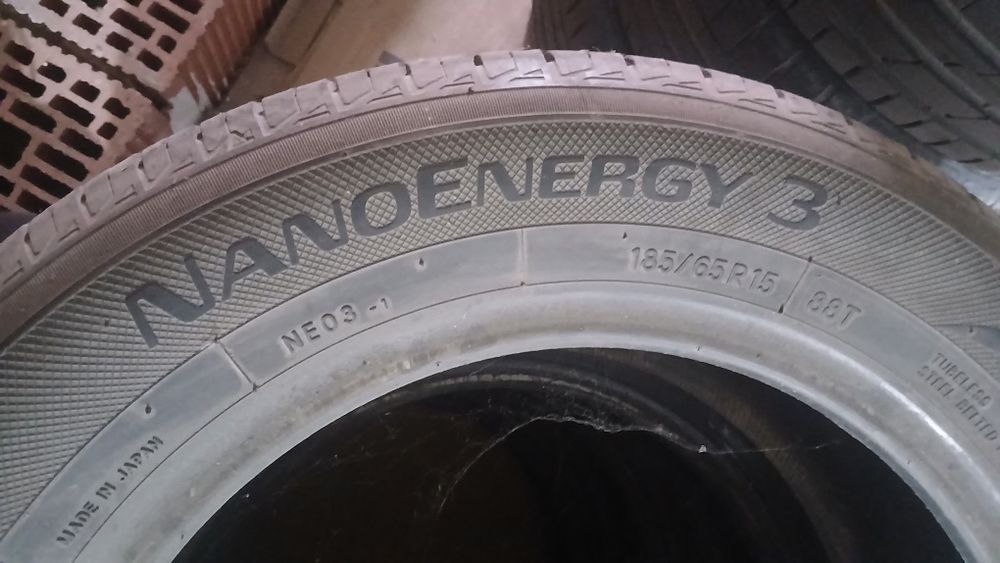 NANOENERGY 3
NE03 -1
185/65R15 88T
MADE IN JAPAN
TUBELESS
STEEL BELTED